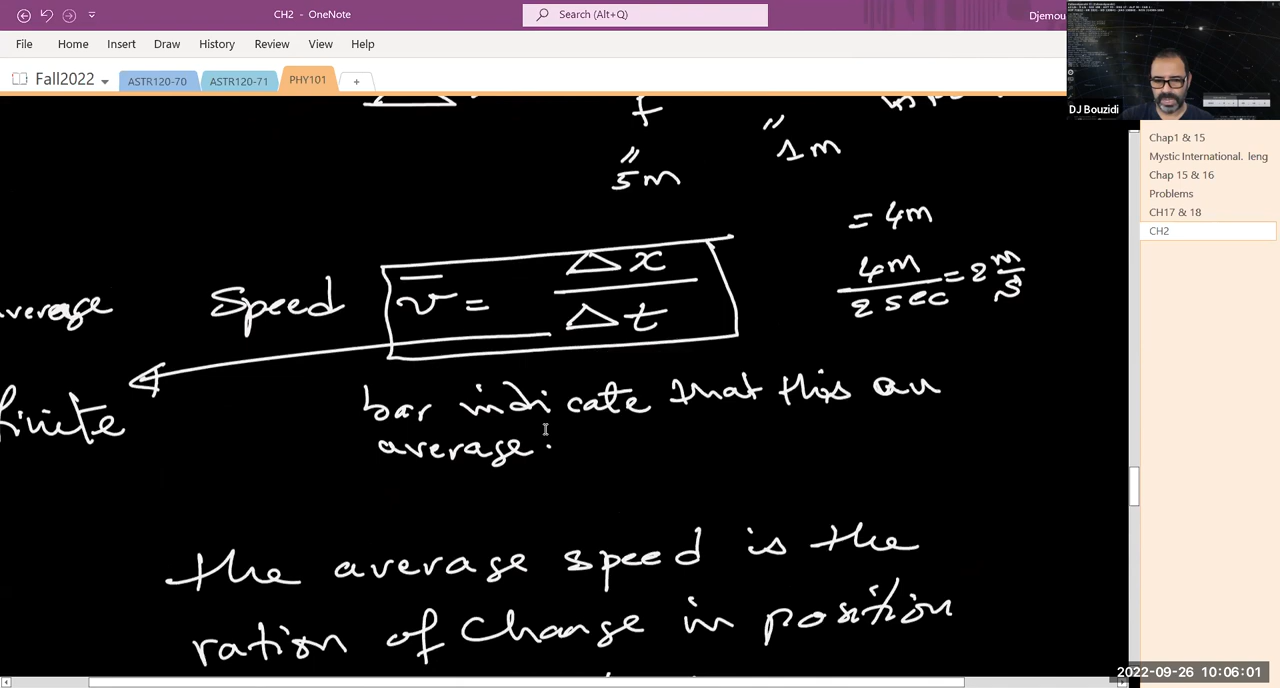 CH2 - OneNote
Search (Alt+Q)
Djemou
File Home Insert Draw History Review View Help
Fall2022
ASTR120-70 ASTR120-71 PHY101 +
DJ Bouzidi
Chap1 & 15
Mystic International. leng
Chap 15 & 16
Problems
CH17 & 18
CH2
f
" 1m
" 5m
= 4m
4m / 2 sec = 2 m/s
average Speed v̄ = Δx / Δt
finite
bar indicate that this an
average.
the average speed is the
ration of change in position
2022-09-26 10:06:01